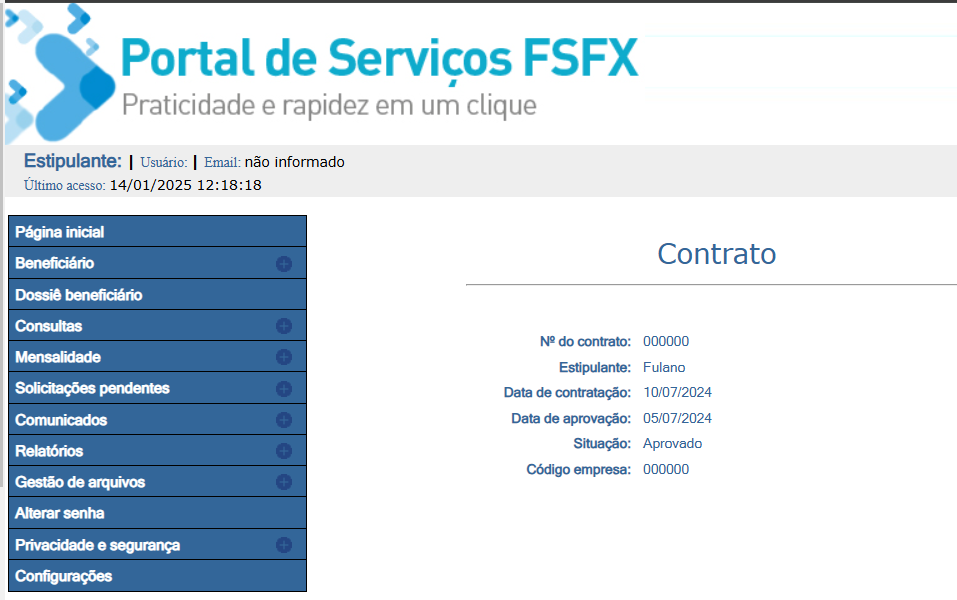 Portal de Serviços FSFX
Praticidade e rapidez em um clique
Estipulante: | Usuário: | Email: não informado
Último acesso: 14/01/2025 12:18:18
Página inicial
Beneficiário
Dossiê beneficiário
Consultas
Mensalidade
Solicitações pendentes
Comunicados
Relatórios
Gestão de arquivos
Alterar senha
Privacidade e segurança
Configurações
Contrato
Nº do contrato: 000000
Estipulante: Fulano
Data de contratação: 10/07/2024
Data de aprovação: 05/07/2024
Situação: Aprovado
Código empresa: 000000